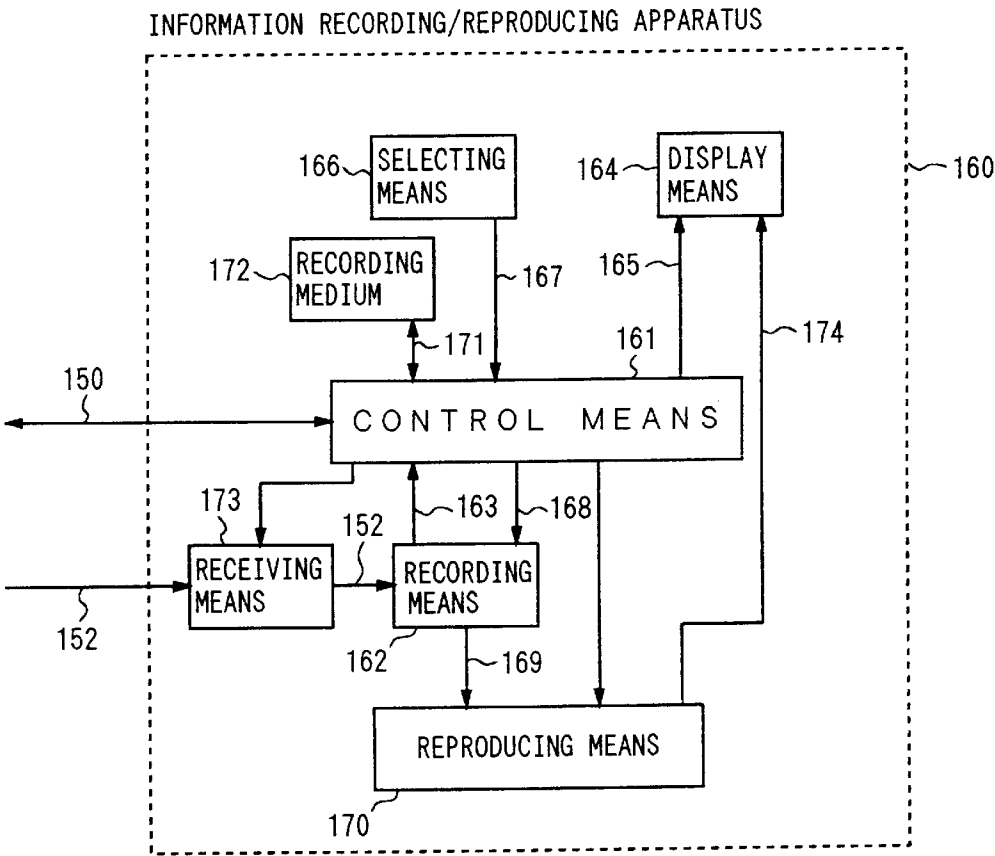 INFORMATION RECORDING/REPRODUCING APPARATUS
166
SELECTING
MEANS
164
DISPLAY
MEANS
160
172
RECORDING
MEDIUM
167
165
171
161
174
150
CONTROL MEANS
173
163
168
152
RECEIVING
MEANS
RECORDING
MEANS
152
162
169
REPRODUCING MEANS
170